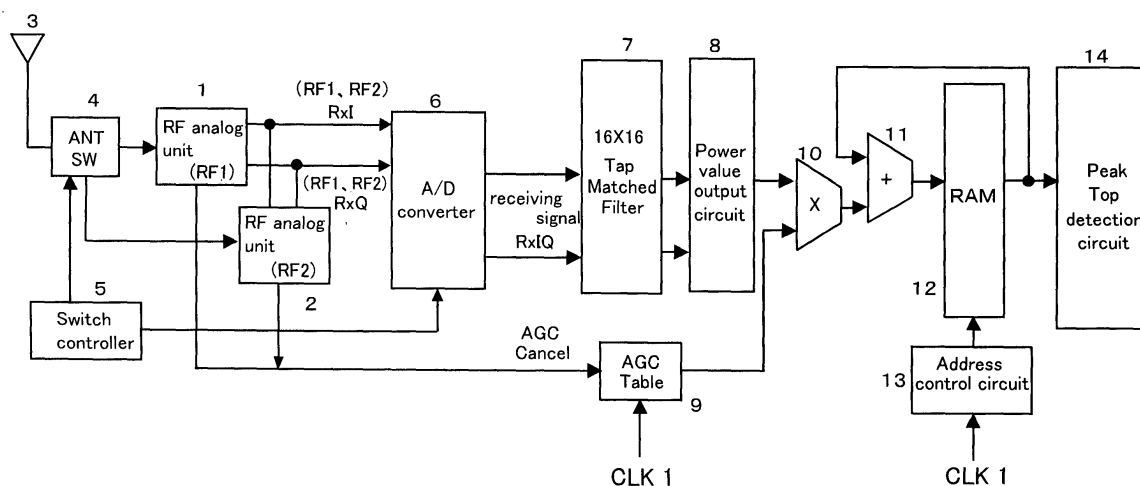 3
4
ANT
SW
1
RF analog
unit
(RF1)
(RF1、RF2)
RxI
(RF1、RF2)
RxQ
RF analog
unit
(RF2)
2
5
Switch
controller
6
A/D
converter
receiving
signal
RxIQ
7
16X16
Tap
Matched
Filter
8
Power
value
output
circuit
AGC
Cancel
AGC
Table
9
CLK 1
10
X
11
+
RAM
12
13
Address
control circuit
CLK 1
14
Peak
Top
detection
circuit